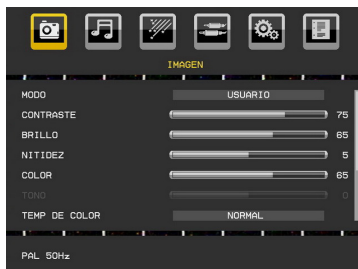 IMAGEN
MODO USUARIO
CONTRASTE 75
BRILLO 65
NITIDEZ 5
COLOR 65
TONO 0
TEMP DE COLOR NORMAL
PAL 50Hz